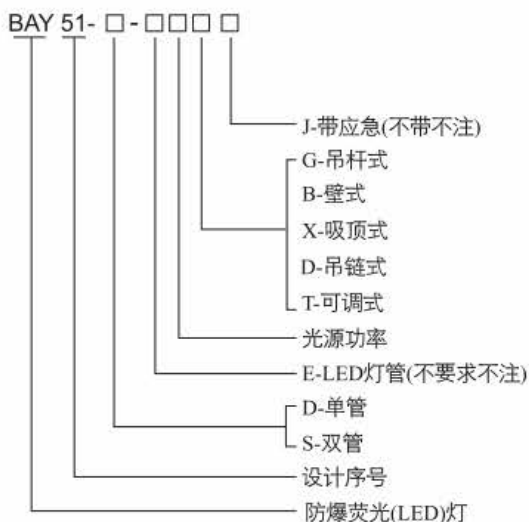 BAY 51- □ - □ □ □ □
J-带应急(不带不注)
G-吊杆式
B-壁式
X-吸顶式
D-吊链式
T-可调式
光源功率
E-LED灯管(不要求不注)
D-单管
S-双管
设计序号
防爆荧光(LED)灯